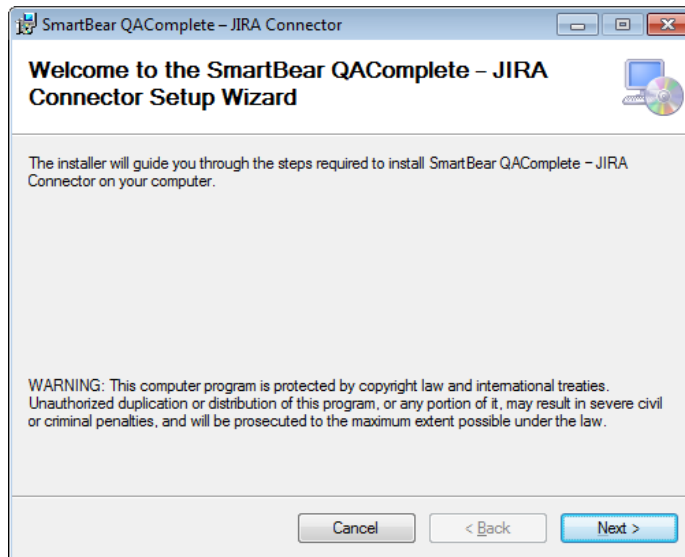 SmartBear QAComplete – JIRA Connector
Welcome to the SmartBear QAComplete – JIRA
Connector Setup Wizard
The installer will guide you through the steps required to install SmartBear QAComplete – JIRA
Connector on your computer.
WARNING: This computer program is protected by copyright law and international treaties.
Unauthorized duplication or distribution of this program, or any portion of it, may result in severe civil
or criminal penalties, and will be prosecuted to the maximum extent possible under the law.
Cancel < Back Next >